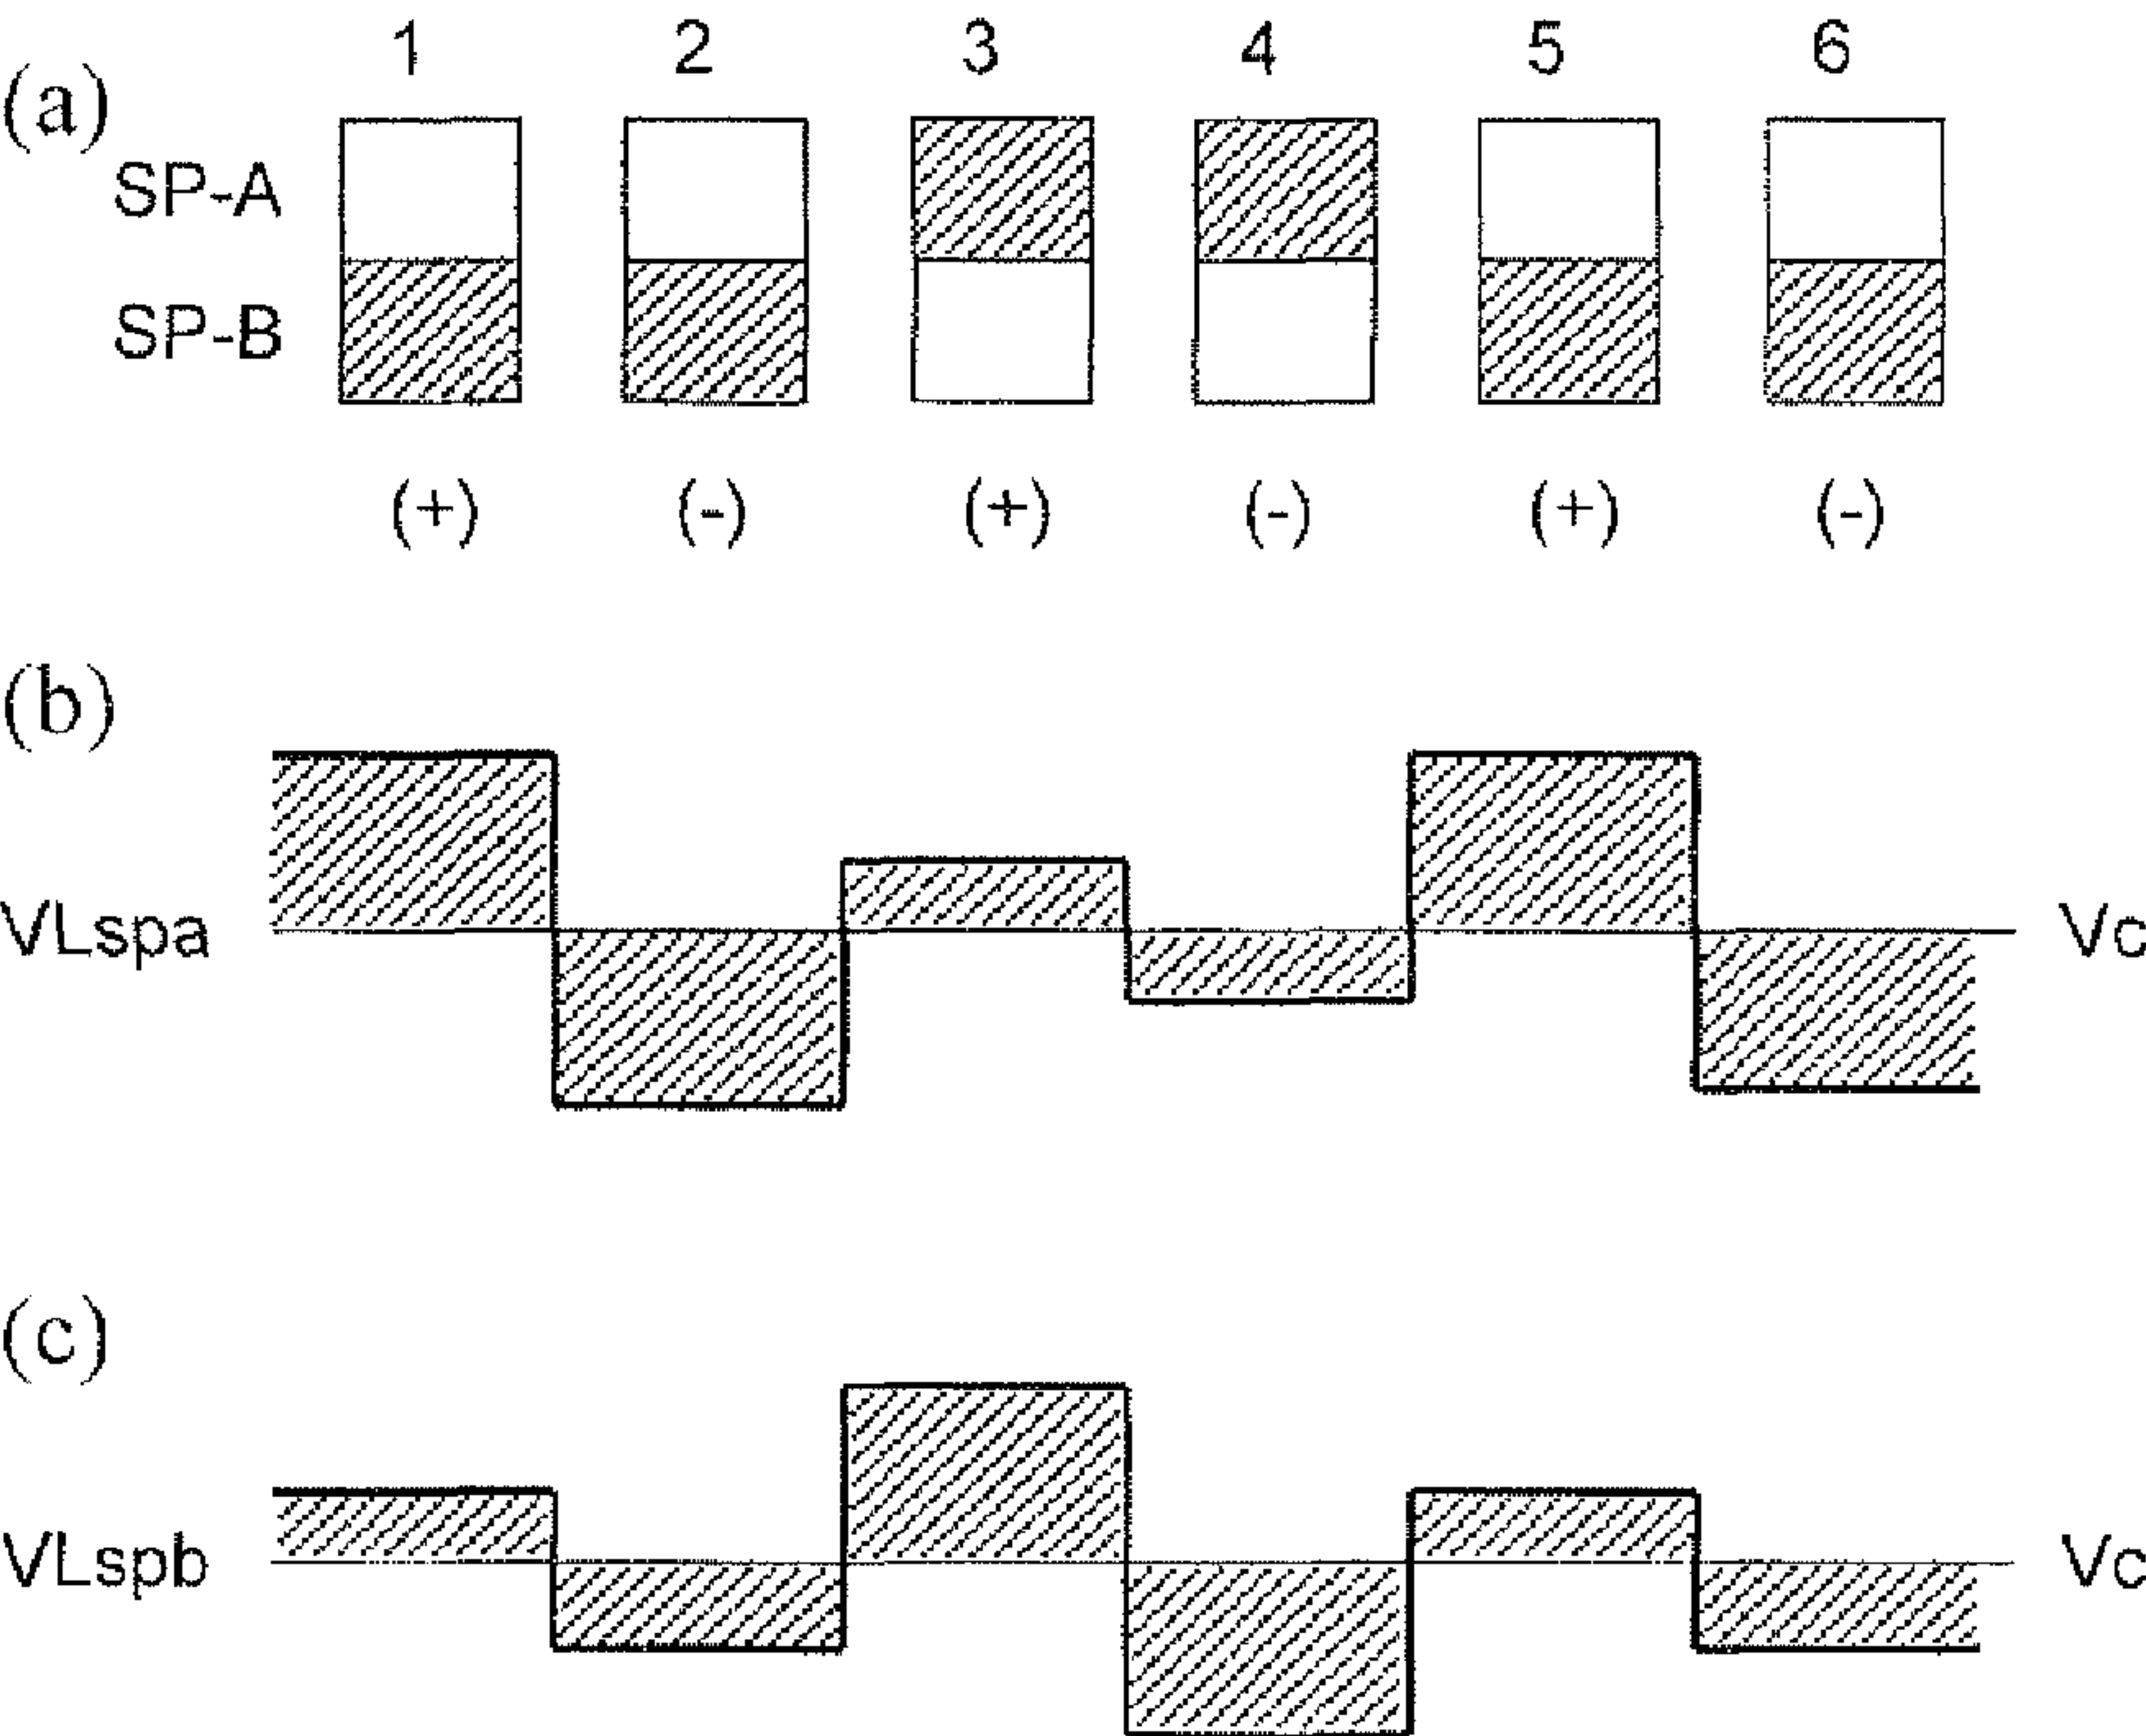 (a)
1 2 3 4 5 6
SP-A
SP-B
(+) (-) (+) (-) (+) (-)
(b)
VLspa Vc
(c)
VLspb Vc